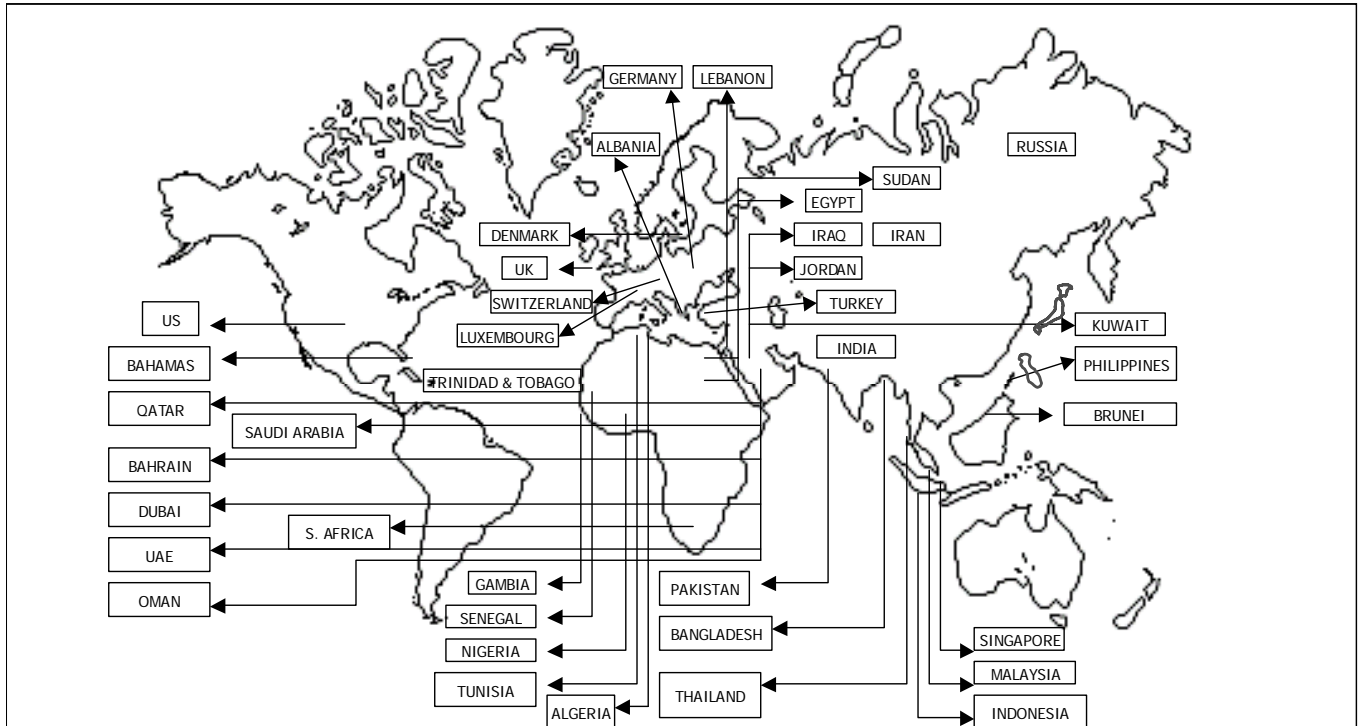 GERMANY
LEBANON
ALBANIA
RUSSIA
SUDAN
EGYPT
DENMARK
IRAQ
IRAN
UK
JORDAN
SWITZERLAND
TURKEY
US
LUXEMBOURG
KUWAIT
BAHAMAS
INDIA
PHILIPPINES
TRINIDAD & TOBAGO
QATAR
BRUNEI
SAUDI ARABIA
BAHRAIN
DUBAI
S. AFRICA
UAE
GAMBIA
PAKISTAN
OMAN
SENEGAL
BANGLADESH
SINGAPORE
NIGERIA
MALAYSIA
TUNISIA
THAILAND
ALGERIA
INDONESIA